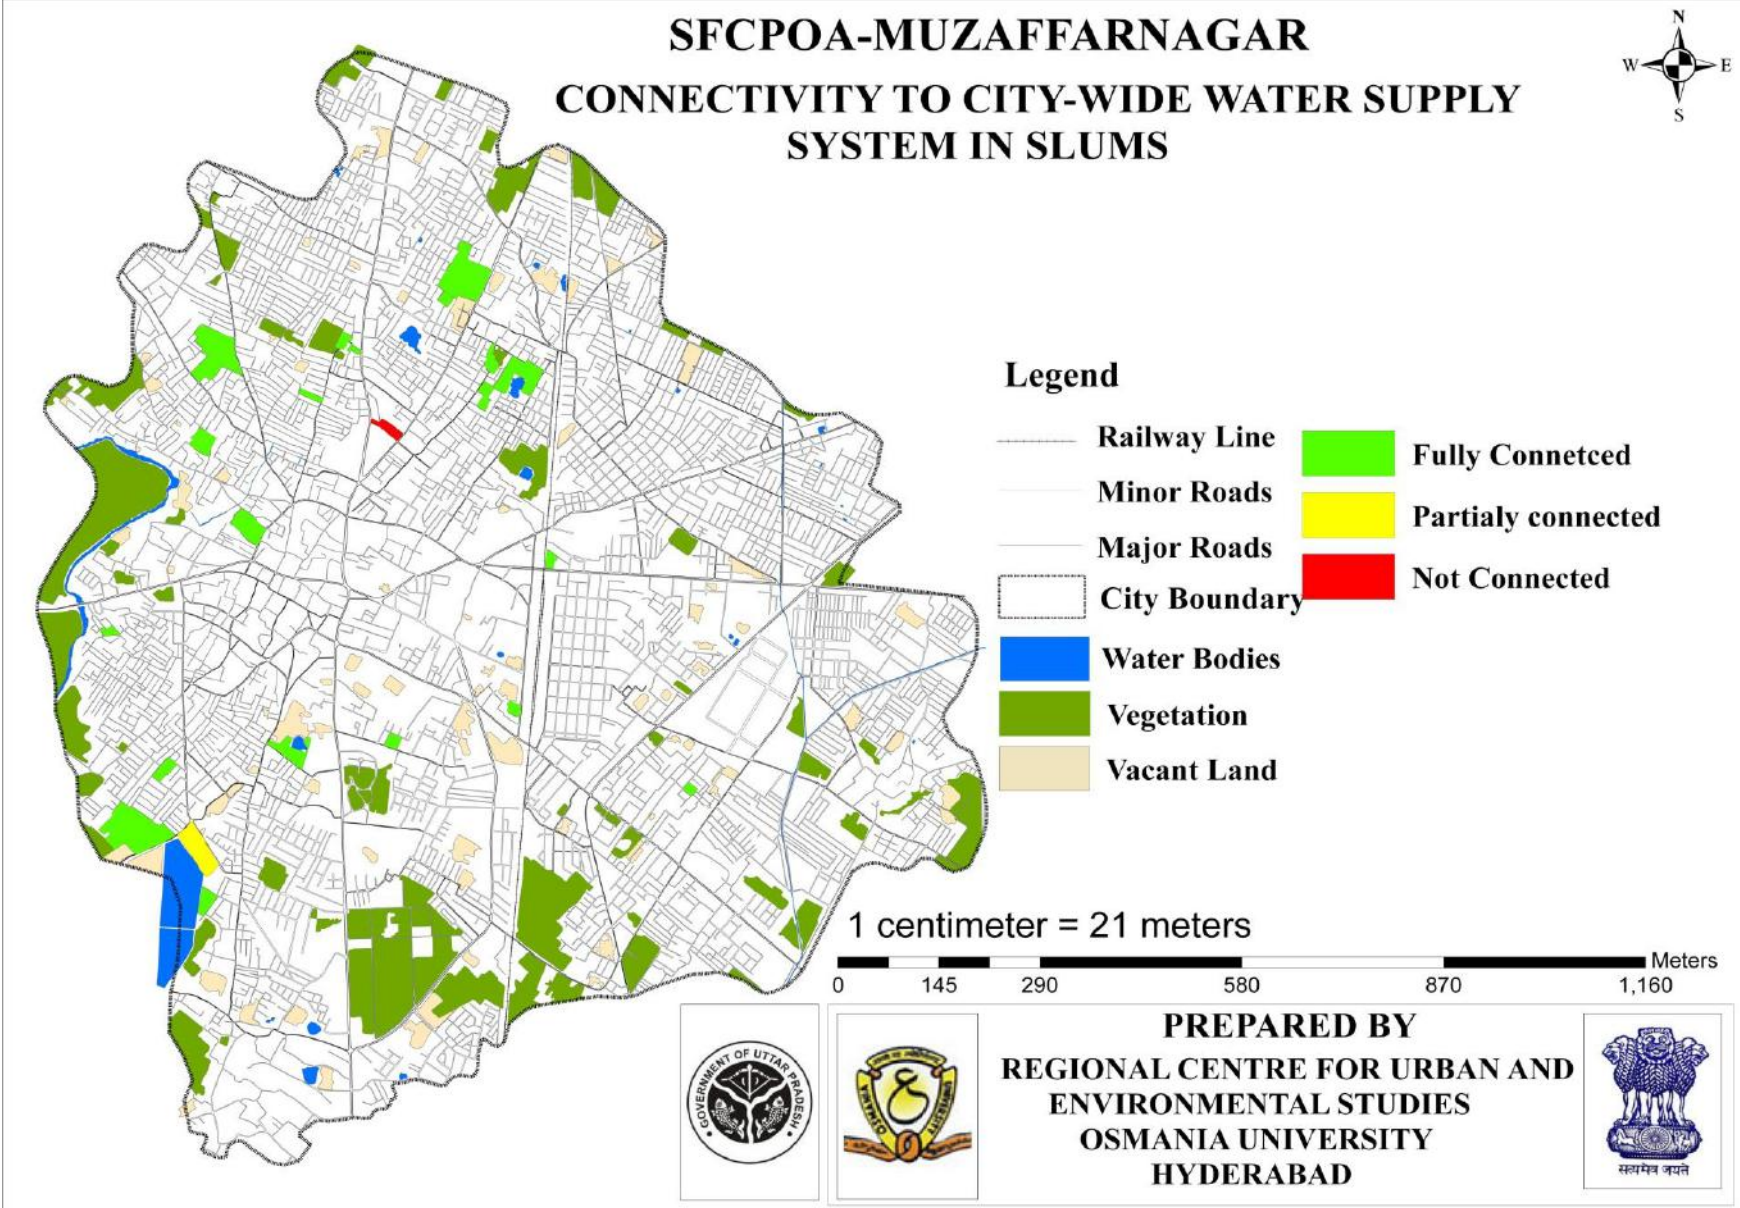 SFCPOA-MUZAFFARNAGAR
CONNECTIVITY TO CITY-WIDE WATER SUPPLY
SYSTEM IN SLUMS
N
W E
S
Legend
Railway Line
Minor Roads
Major Roads
City Boundary
Water Bodies
Vegetation
Vacant Land
Fully Connetced
Partialy connected
Not Connected
1 centimeter = 21 meters
Meters
0 145 290 580 870 1,160
GOVERNMENT OF UTTAR PRADESH
OSMANIA UNIVERSITY
PREPARED BY
REGIONAL CENTRE FOR URBAN AND
ENVIRONMENTAL STUDIES
OSMANIA UNIVERSITY
HYDERABAD
सत्यमेव जयते